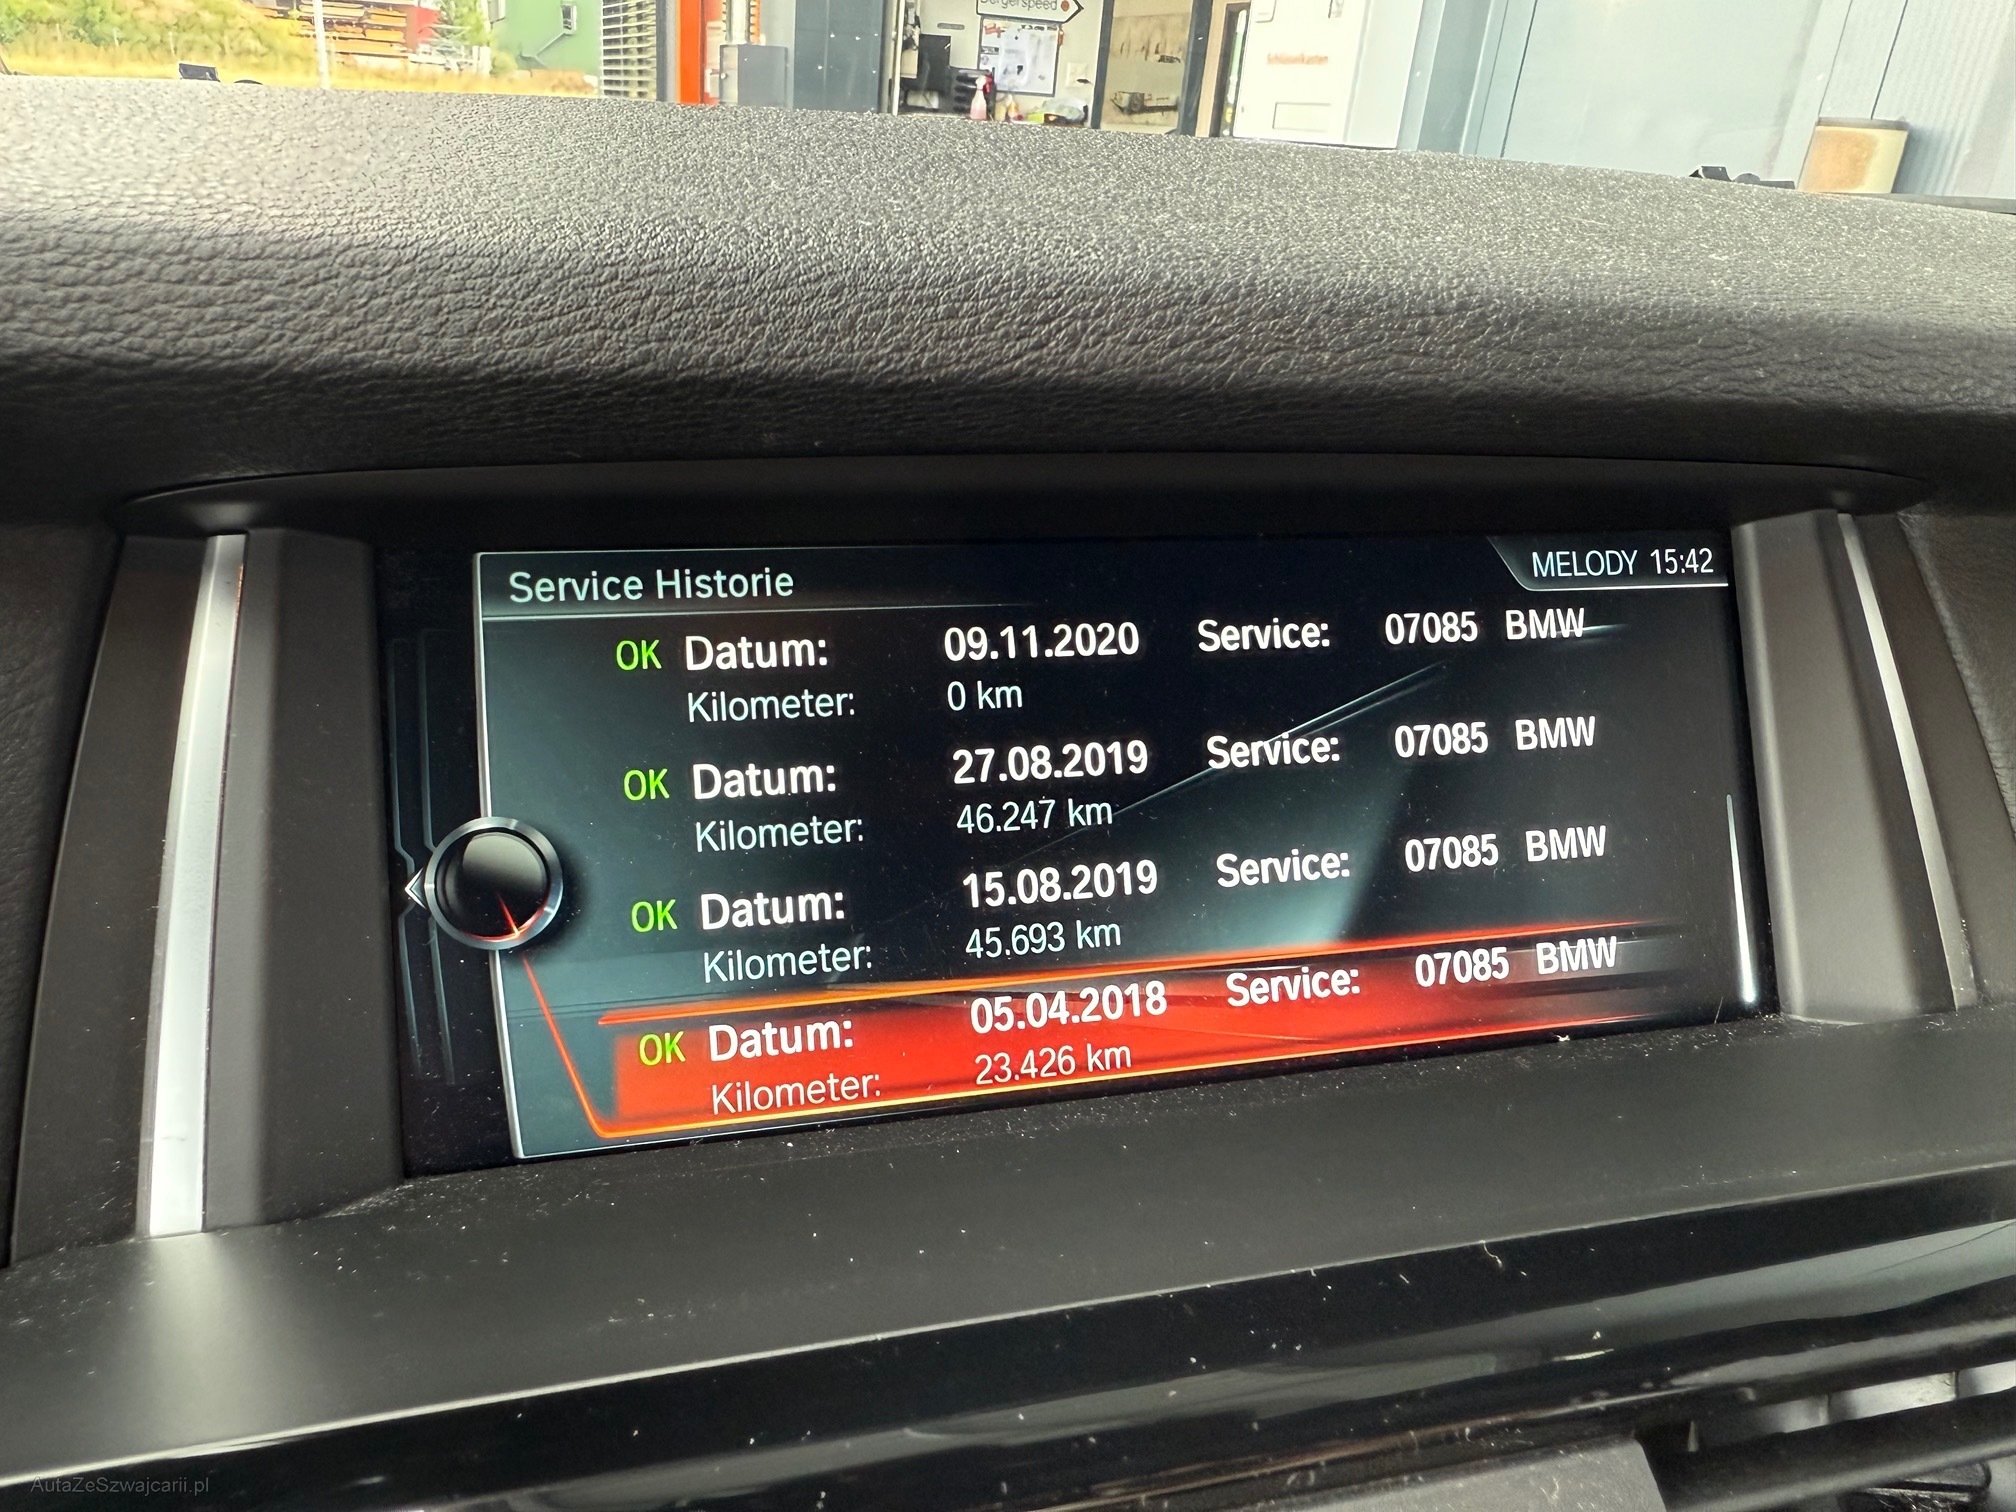 Bergerspeed
Schlüsselkasten
Service Historie
MELODY 15:42
OK Datum: 09.11.2020 Service: 07085 BMW
Kilometer: 0 km
OK Datum: 27.08.2019 Service: 07085 BMW
Kilometer: 46.247 km
OK Datum: 15.08.2019 Service: 07085 BMW
Kilometer: 45.693 km
OK Datum: 05.04.2018 Service: 07085 BMW
Kilometer: 23.426 km
AutaZeSzwajcarii.pl